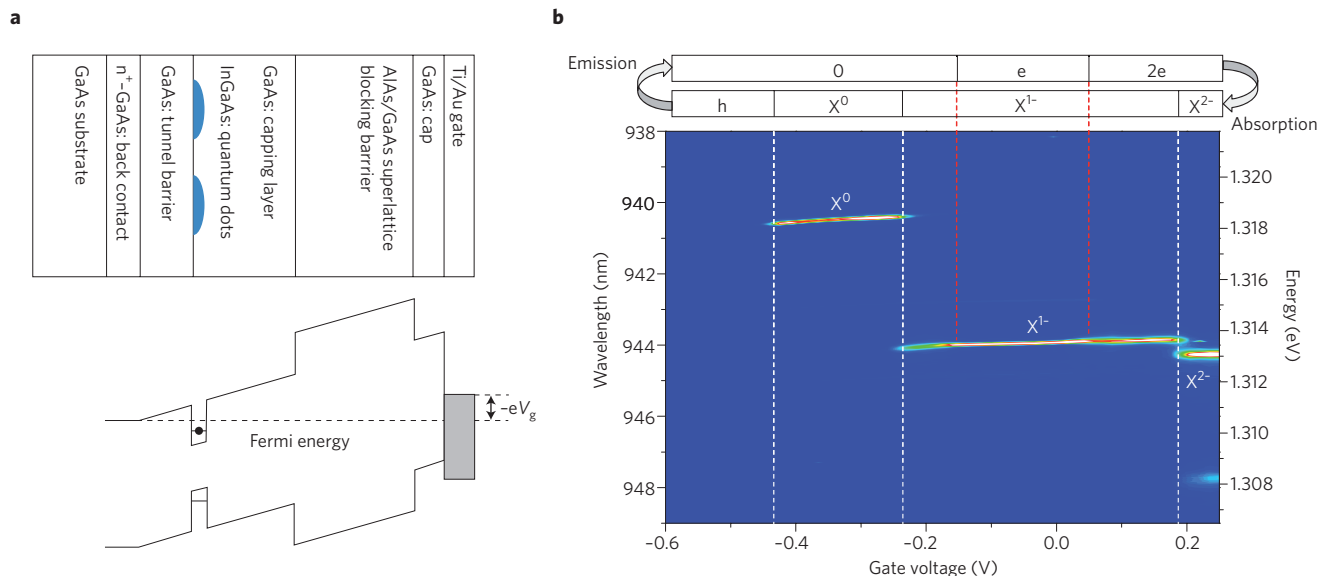 a
GaAs substrate
n⁺–GaAs: back contact
GaAs: tunnel barrier
InGaAs: quantum dots
GaAs: capping layer
AlAs/GaAs superlattice
blocking barrrier
GaAs: cap
Ti/Au gate
–eVg
Fermi energy
b
Emission
0
e
2e
h
X⁰
X¹⁻
X²⁻
Absorption
938
940
942
944
946
948
Wavelength (nm)
X⁰
X¹⁻
X²⁻
1.320
1.318
1.316
1.314
1.312
1.310
1.308
Energy (eV)
–0.6
–0.4
–0.2
0.0
0.2
Gate voltage (V)